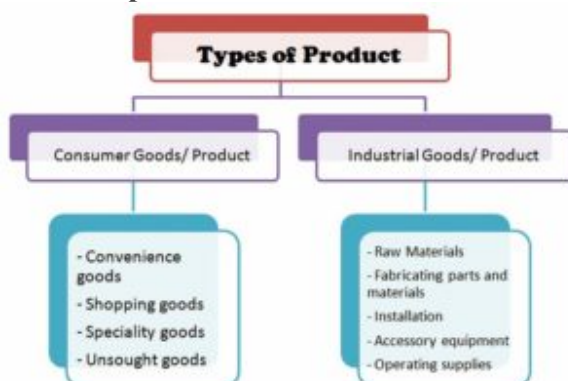 Types of Product
Consumer Goods/ Product
Industrial Goods/ Product
- Convenience
goods
- Shopping goods
- Speciality goods
- Unsought goods
- Raw Materials
- Fabricating parts and
materials
- Installation
- Accessory equipment
- Operating supplies